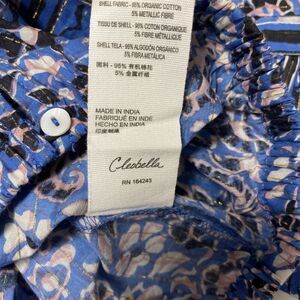 SHELL FABRIC - 95% ORGANIC COTTON
5% METALLIC FIBRE
TISSU DE SHELL - 95% COTON ORGANIQUE
5% FIBRE MÉTALLIQUE
SHELL TELA - 95% ALGODÓN ORGÁNICO
5% FIBRA METÁLICA
面料 - 95% 有机棉花
5% 金属纤维
MADE IN INDIA
FABRIQUÉ EN INDE
HECHO EN INDIA
印度制造
Cleobella
RN 164243